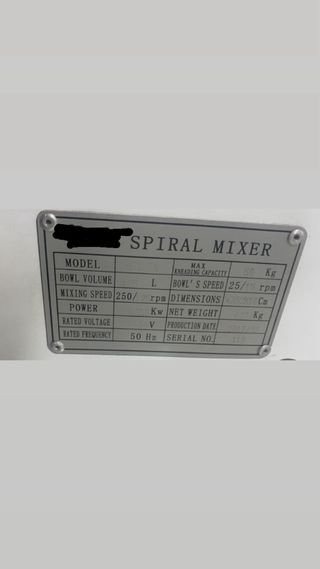 SPIRAL MIXER
MODEL MAX KNEADING CAPACITY Kg
BOWL VOLUME L BOWL'S SPEED 25/ rpm
MIXING SPEED 250/ rpm DIMENSIONS Cm
POWER Kw NET WEIGHT Kg
RATED VOLTAGE V PRODUCTION DATE
RATED FREQUENCY 50 Hz SERIAL NO.